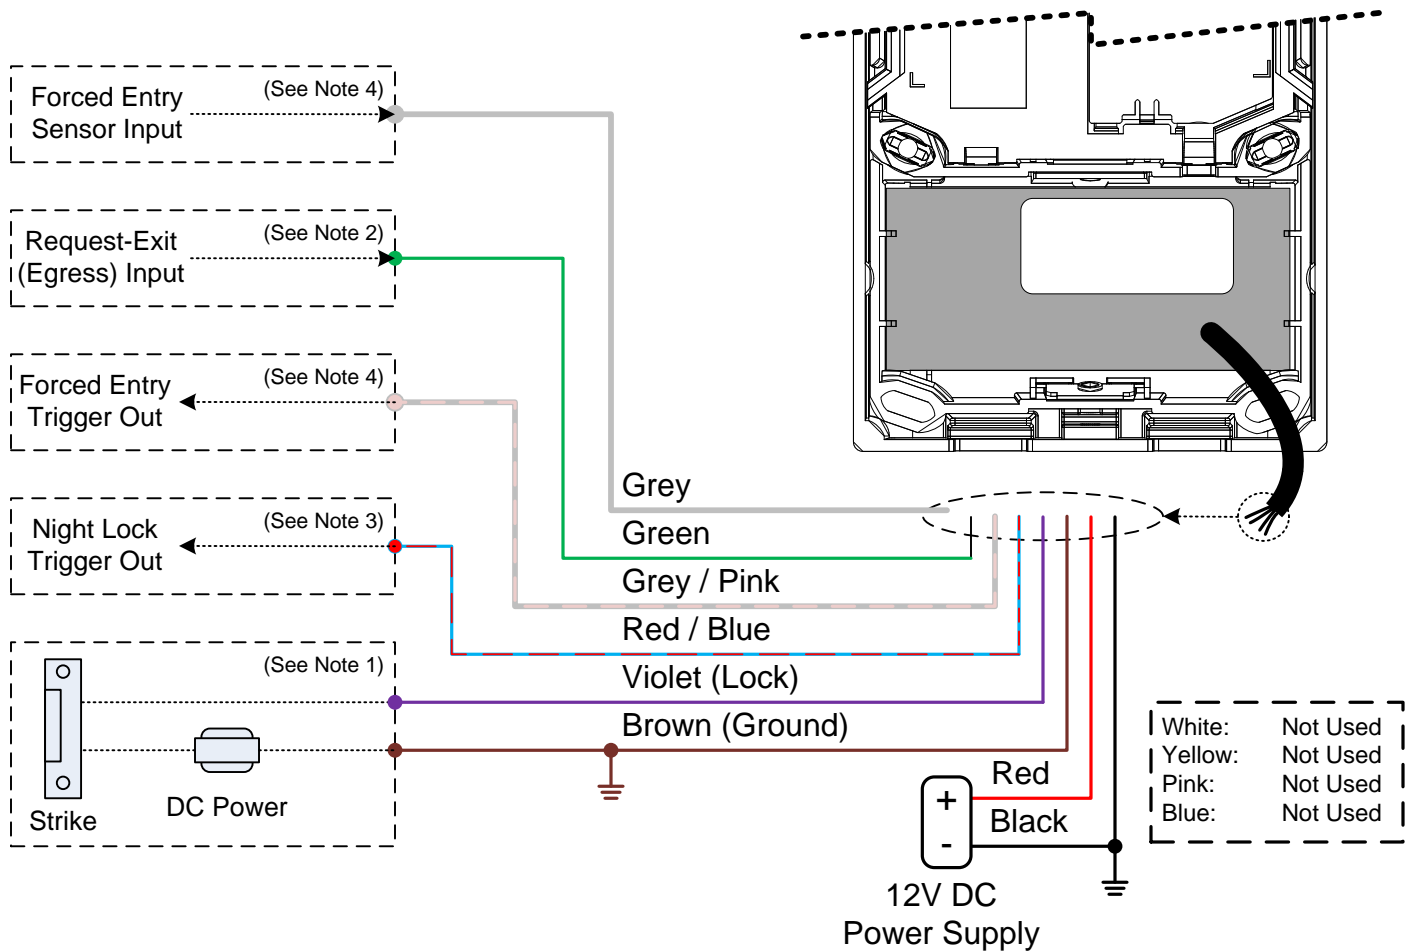 Forced Entry
Sensor Input
(See Note 4)
Request-Exit
(Egress) Input
(See Note 2)
Forced Entry
Trigger Out
(See Note 4)
Night Lock
Trigger Out
(See Note 3)
(See Note 1)
Strike
DC Power
Grey
Green
Grey / Pink
Red / Blue
Violet (Lock)
Brown (Ground)
Red
Black
+
-
12V DC
Power Supply
White: Not Used
Yellow: Not Used
Pink: Not Used
Blue: Not Used